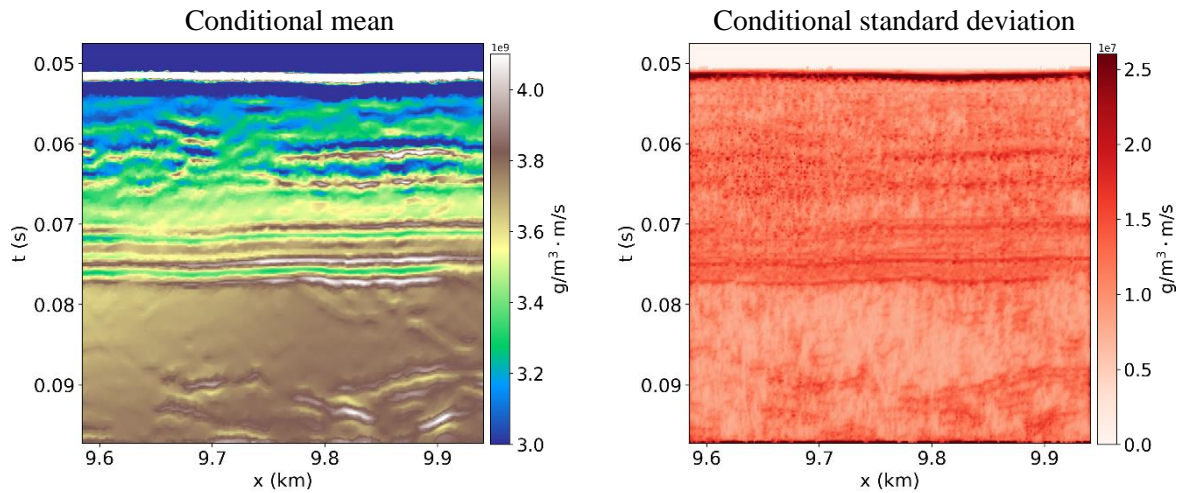 Conditional mean
1e9
0.05
0.06
0.07
0.08
0.09
t (s)
9.6 9.7 9.8 9.9
x (km)
4.0
3.8
3.6
3.4
3.2
3.0
g/m³ · m/s
Conditional standard deviation
1e7
0.05
0.06
0.07
0.08
0.09
t (s)
9.6 9.7 9.8 9.9
x (km)
2.5
2.0
1.5
1.0
0.5
0.0
g/m³ · m/s